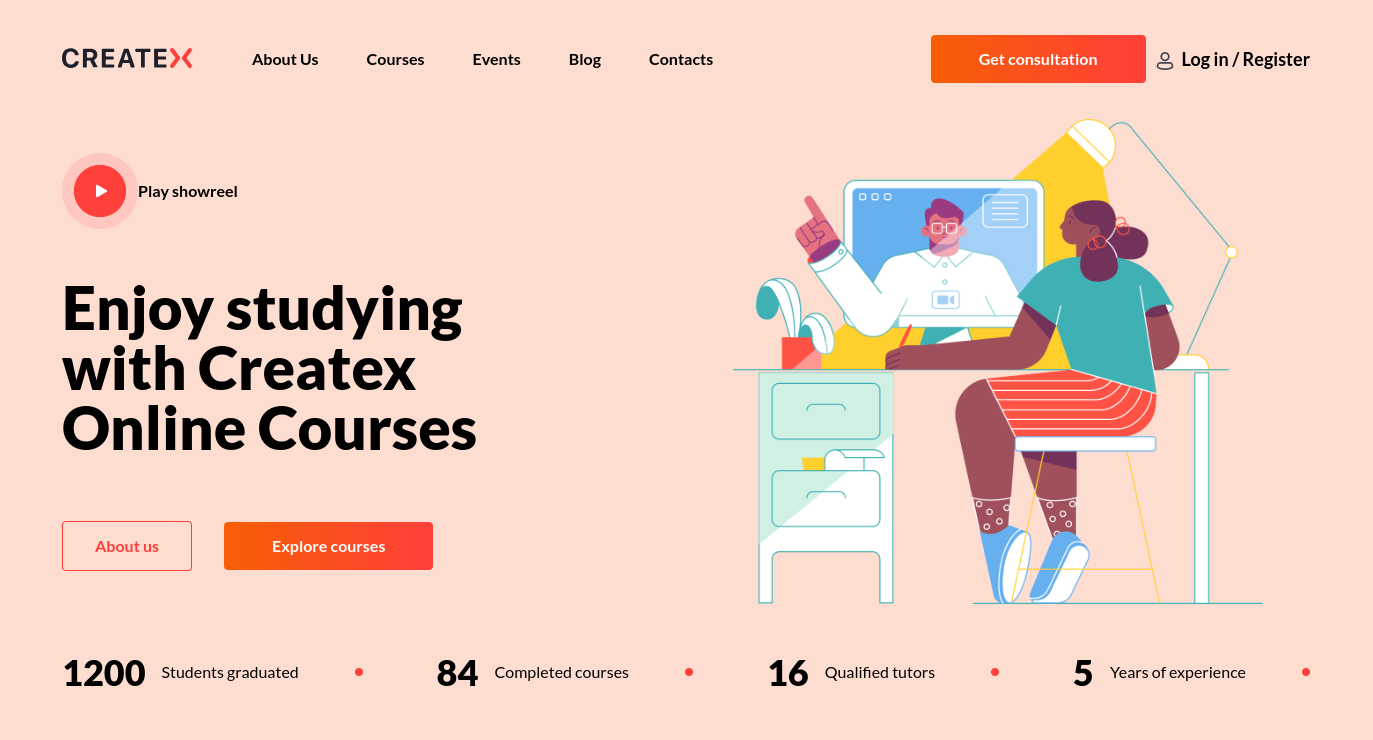 CREATEX
About Us Courses Events Blog Contacts
Get consultation
Log in / Register
Play showreel
Enjoy studying
with Createx
Online Courses
About us
Explore courses
1200 Students graduated
84 Completed courses
16 Qualified tutors
5 Years of experience